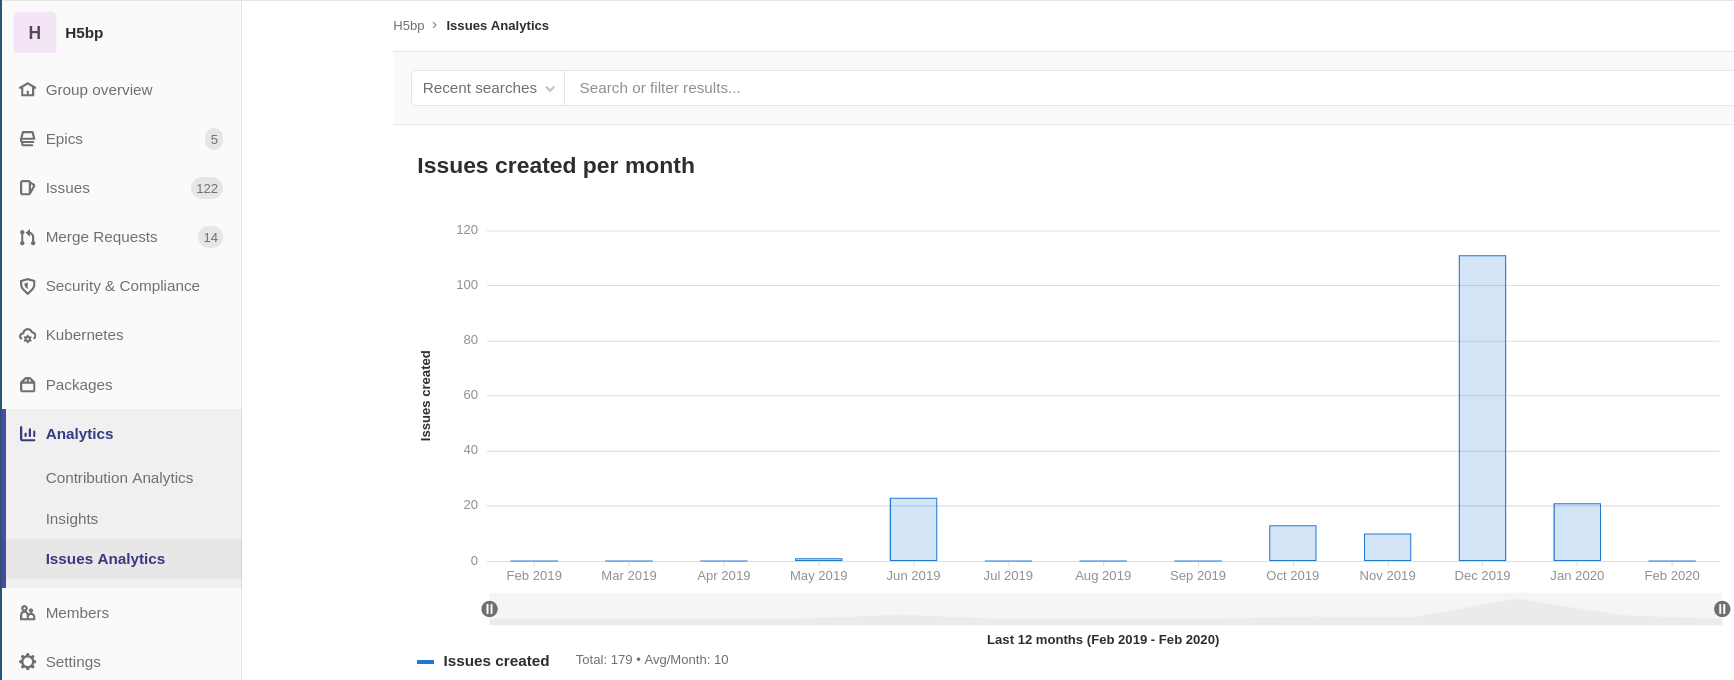 H H5bp
Group overview
Epics 5
Issues 122
Merge Requests 14
Security & Compliance
Kubernetes
Packages
Analytics
Contribution Analytics
Insights
Issues Analytics
Members
Settings
H5bp > Issues Analytics
Recent searches Search or filter results...
Issues created per month
Issues created
120
100
80
60
40
20
0
Feb 2019 Mar 2019 Apr 2019 May 2019 Jun 2019 Jul 2019 Aug 2019 Sep 2019 Oct 2019 Nov 2019 Dec 2019 Jan 2020 Feb 2020
Last 12 months (Feb 2019 - Feb 2020)
Issues created Total: 179 • Avg/Month: 10